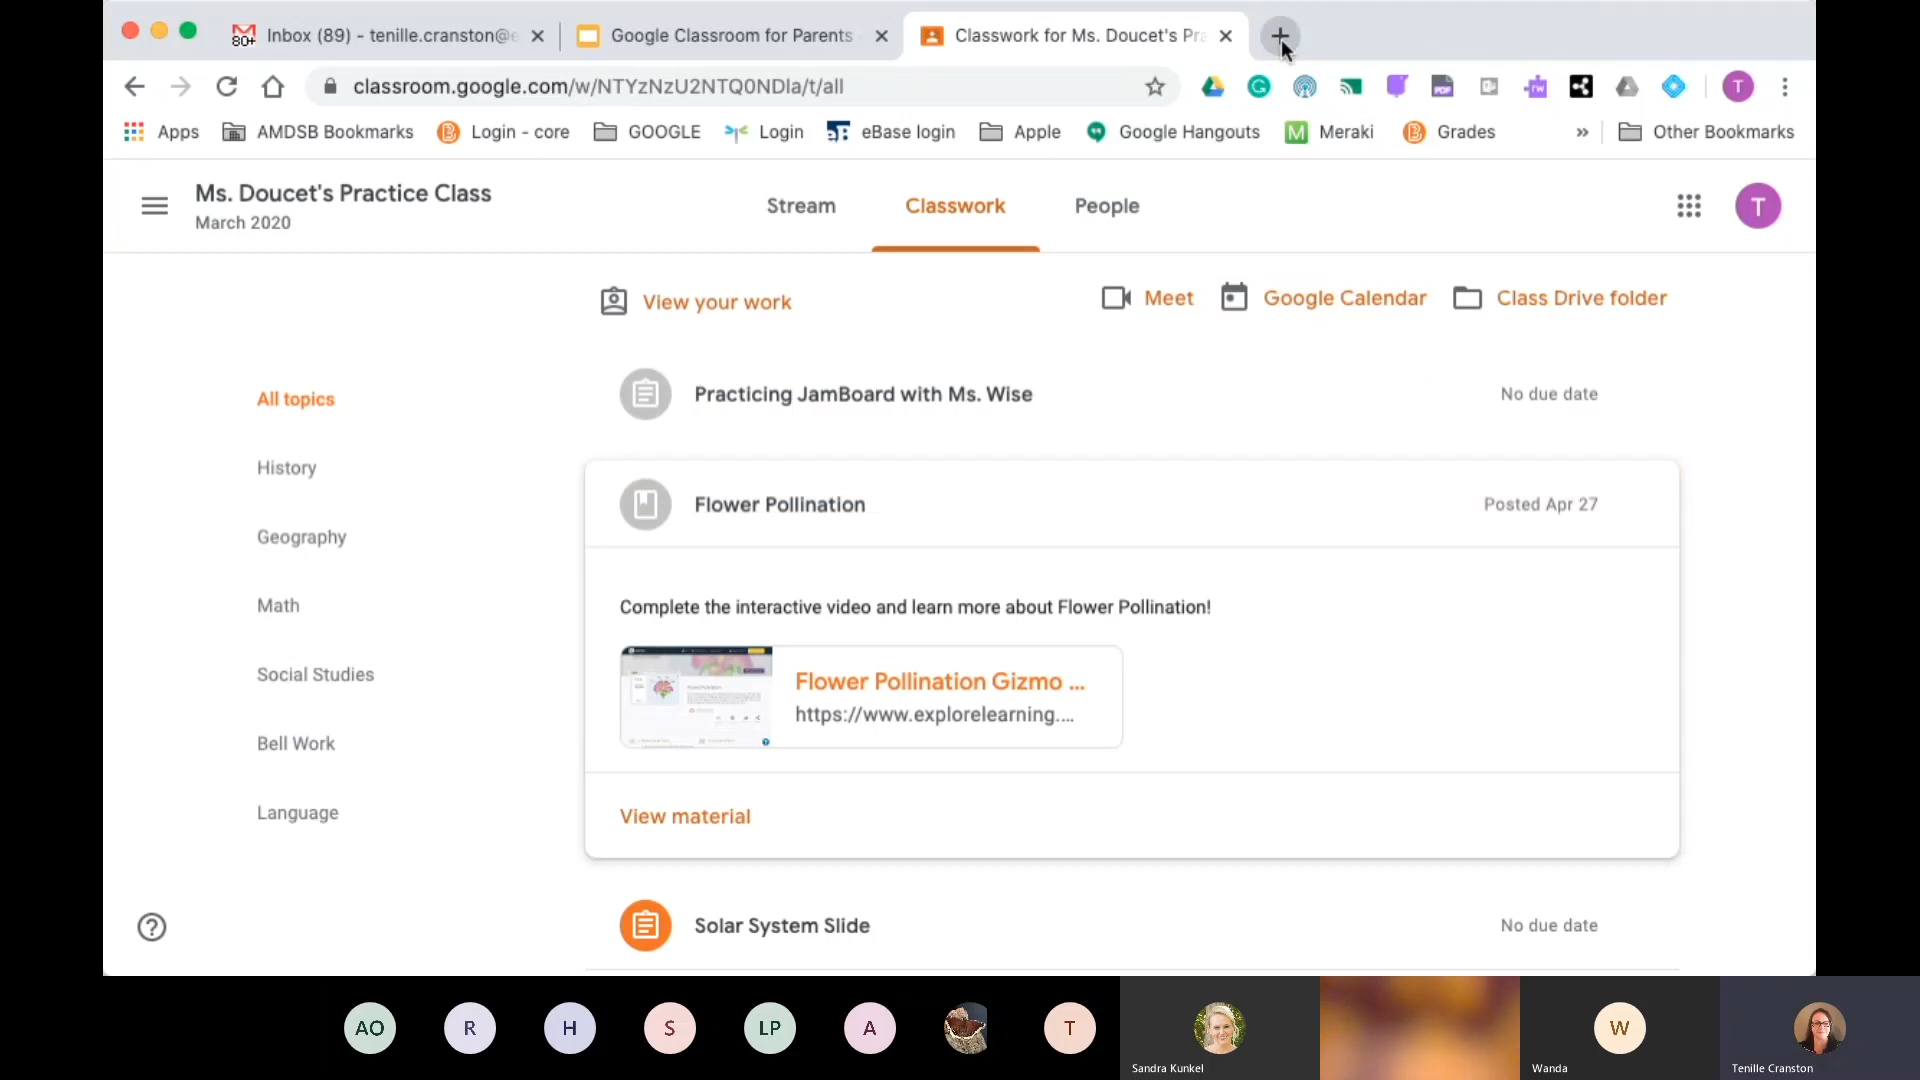 Inbox (89) - tenille.cranston@e
Google Classroom for Parents
Classwork for Ms. Doucet's Pra
classroom.google.com/w/NTYzNzU2NTQ0NDla/t/all
T
Apps
AMDSB Bookmarks
Login - core
GOOGLE
Login
eBase login
Apple
Google Hangouts
Meraki
Grades
»
Other Bookmarks
Ms. Doucet's Practice Class
March 2020
Stream
Classwork
People
T
View your work
Meet
Google Calendar
Class Drive folder
All topics
History
Geography
Math
Social Studies
Bell Work
Language
Practicing JamBoard with Ms. Wise
No due date
Flower Pollination
Posted Apr 27
Complete the interactive video and learn more about Flower Pollination!
Flower Pollination Gizmo ...
https://www.explorelearning....
View material
Solar System Slide
No due date
AO
R
H
S
LP
A
T
Sandra Kunkel
W
Wanda
Tenille Cranston